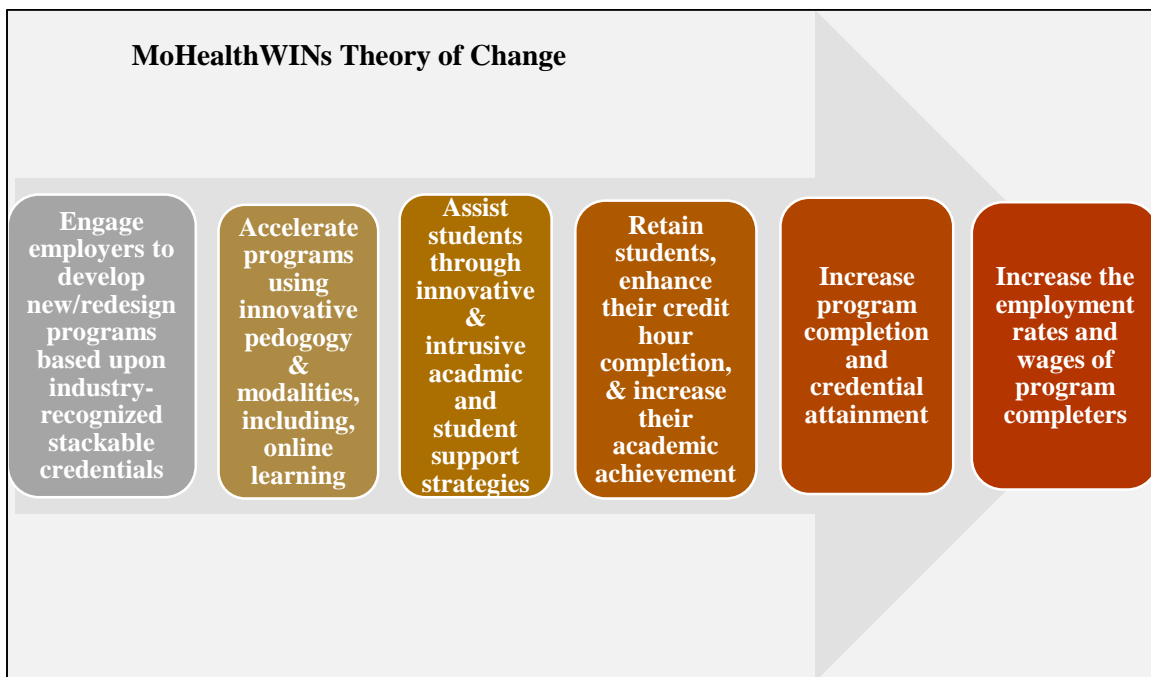 MoHealthWINs Theory of Change
Engage
employers to
develop
new/redesign
programs
based upon
industry-
recognized
stackable
credentials
Accelerate
programs
using
innovative
pedogogy
&
modalities,
including,
online
learning
Assist
students
through
innovative
&
intrusive
acadmic
and
student
support
strategies
Retain
students,
enhance
their credit
hour
completion,
& increase
their
academic
achievement
Increase
program
completion
and
credential
attainment
Increase the
employment
rates and
wages of
program
completers